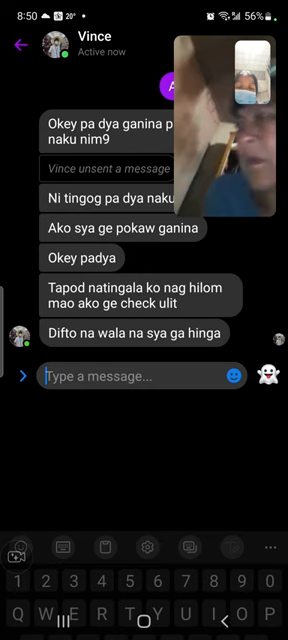 8:50
20°
56%
Vince
Active now
A
Okey pa dya ganina p
naku nim9
Vince unsent a message
Ni tingog pa dya naku
Ako sya ge pokaw ganina
Okey padya
Tapod natingala ko nag hilom
mao ako ge check ulit
Difto na wala na sya ga hinga
Type a message...
1 2 3 4 5 6 7 8 9 0
Q W E R T Y U I O P